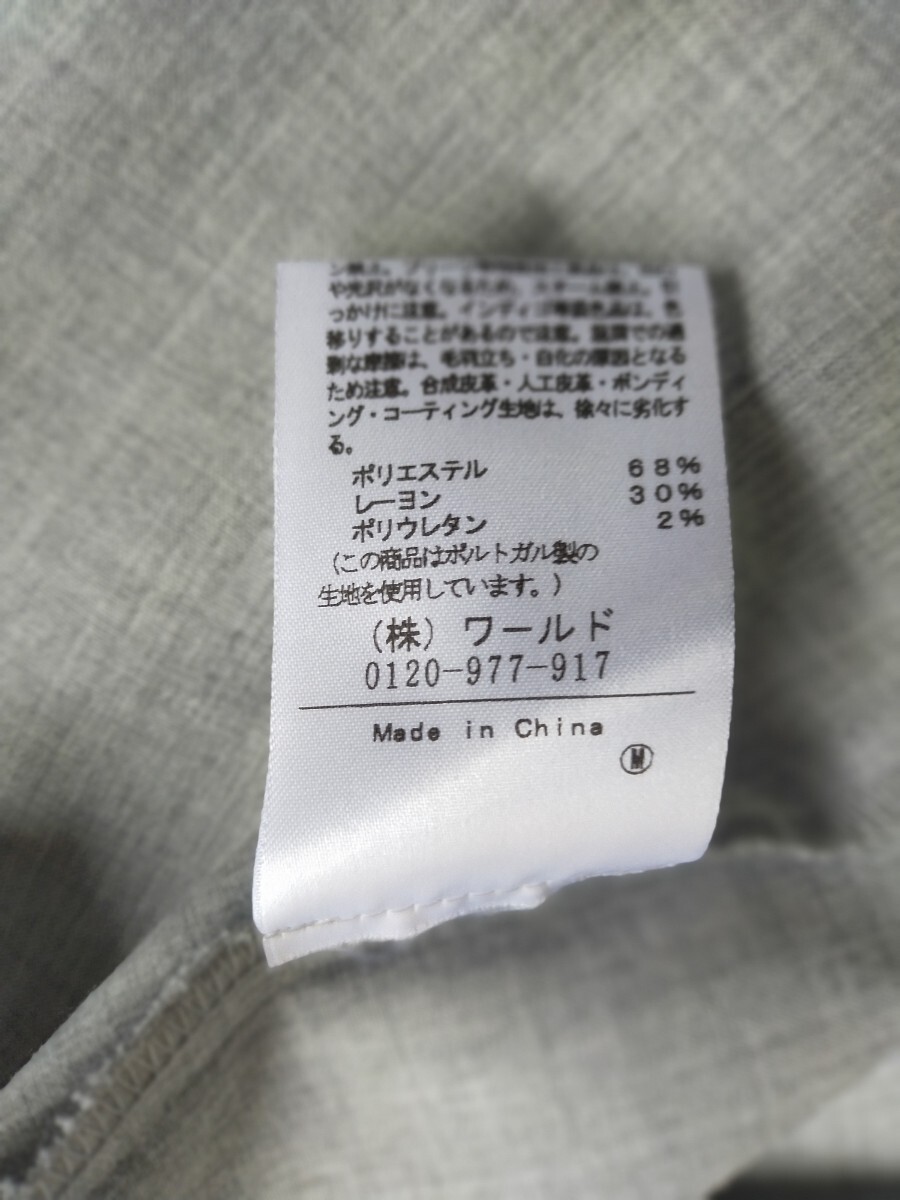 や光沢がなくなるため、スチーム禁止。引
っかけに注意。インディゴ等濃色品は、色
移りすることがあるので注意。着用での過
剰な摩擦は、毛羽立ち・白化の原因となる
ため注意。合成皮革・人工皮革・ボンディ
ング・コーティング生地は、徐々に劣化す
る。
ポリエステル 68%
レーヨン 30%
ポリウレタン 2%
(この商品はポルトガル製の
生地を使用しています。)
(株) ワールド
0120-977-917
Made in China
M